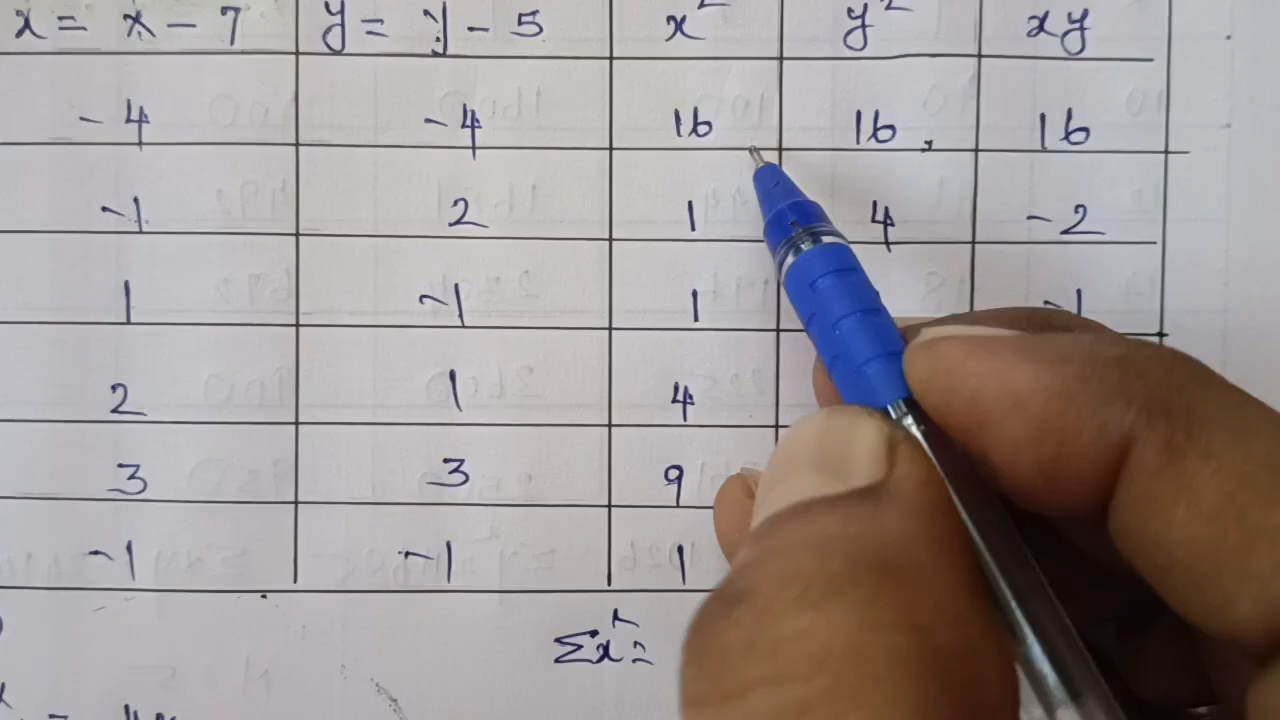 x = x - 7 y = y - 5 x² y² xy
-4 -4 16 16 16
-1 2 1 4 -2
1 -1 1 -1
2 1 4
3 3 9
-1 -1 1
Σx² =